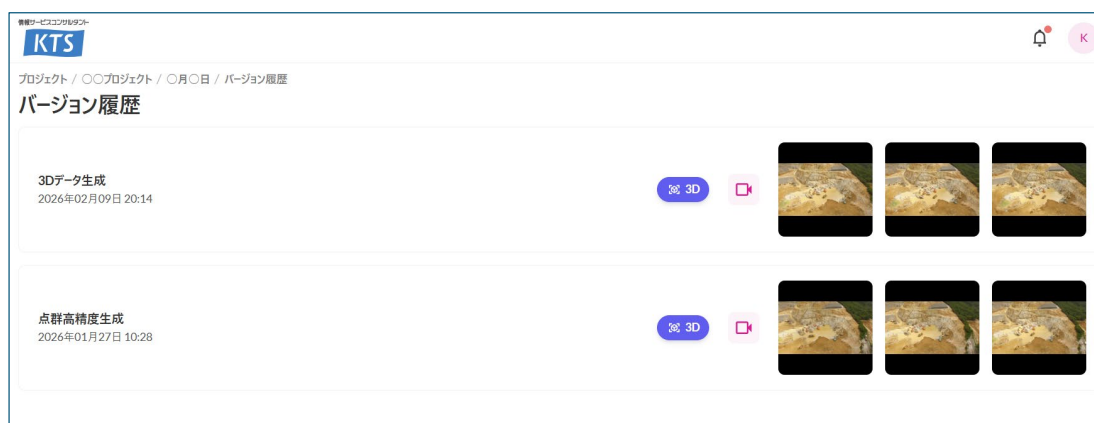 情報サービスコンサルタント
KTS
K
プロジェクト / 〇〇プロジェクト / 〇月〇日 / バージョン履歴
バージョン履歴
3Dデータ生成
2026年02月09日 20:14
3D
点群高精度生成
2026年01月27日 10:28
3D